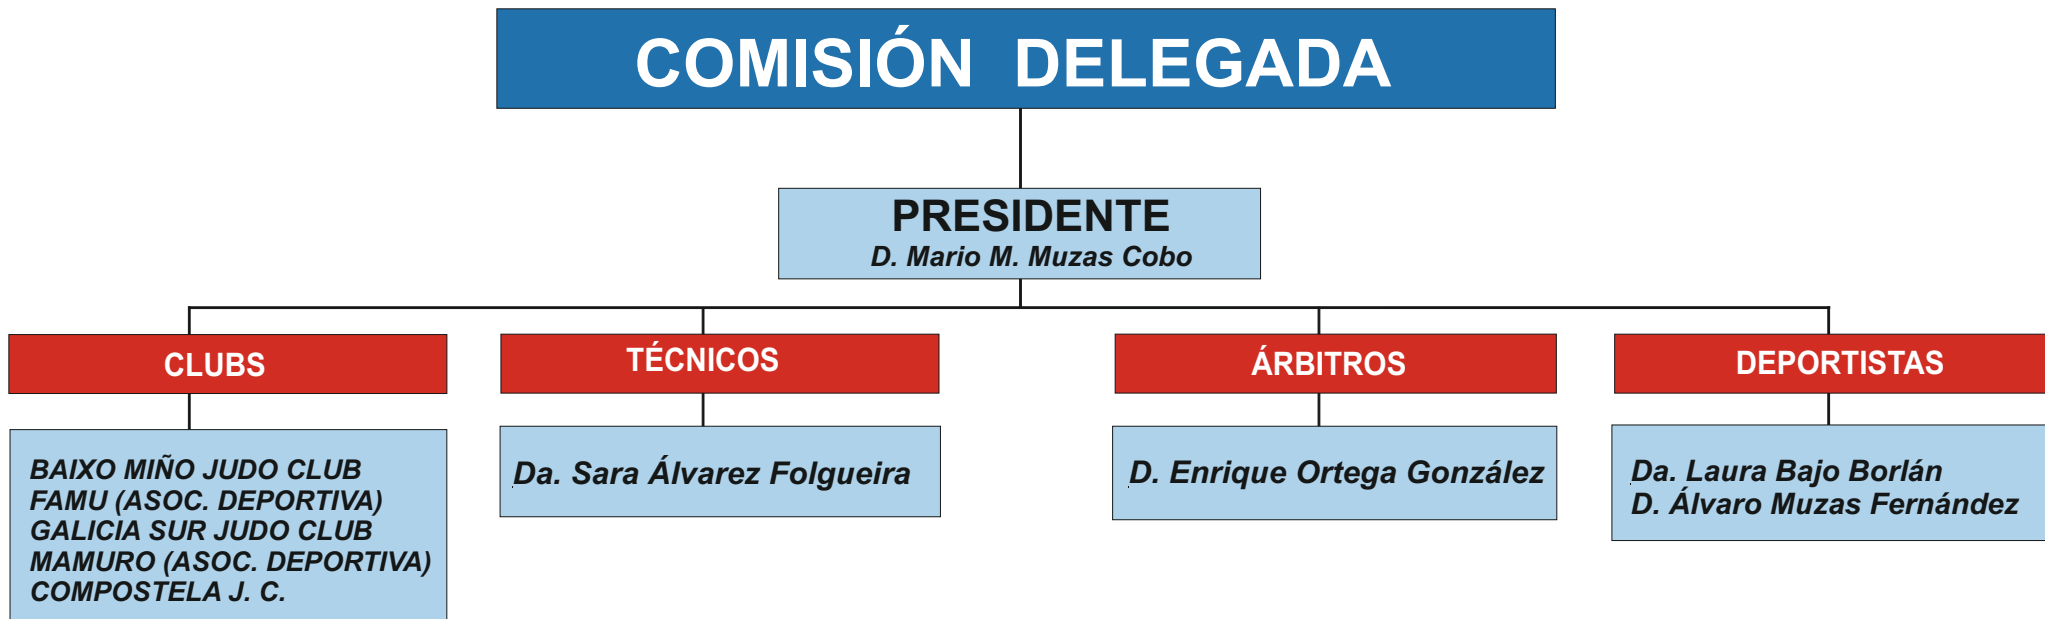 COMISIÓN DELEGADA
PRESIDENTE
D. Mario M. Muzas Cobo
CLUBS
BAIXO MIÑO JUDO CLUB
FAMU (ASOC. DEPORTIVA)
GALICIA SUR JUDO CLUB
MAMURO (ASOC. DEPORTIVA)
COMPOSTELA J. C.
TÉCNICOS
Da. Sara Álvarez Folgueira
ÁRBITROS
D. Enrique Ortega González
DEPORTISTAS
Da. Laura Bajo Borlán
D. Álvaro Muzas Fernández